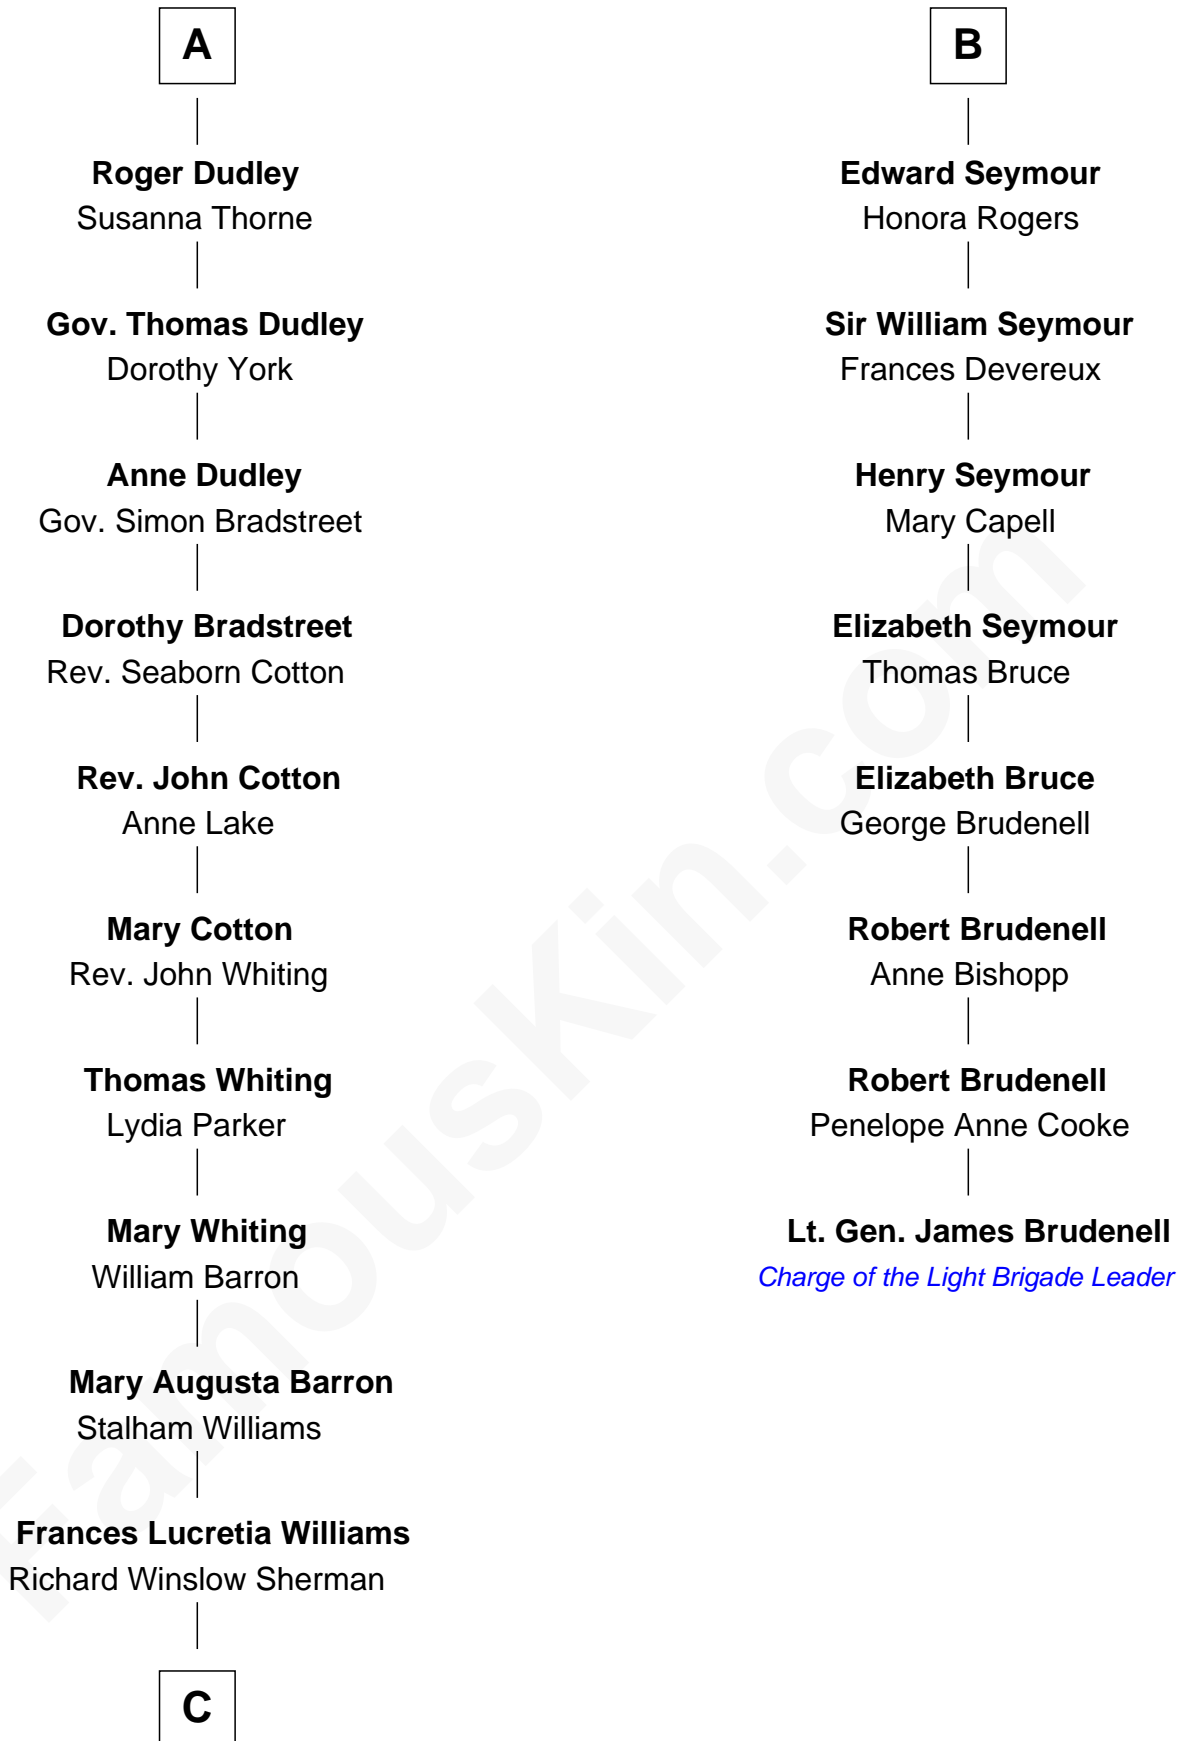 A
Roger Dudley
Susanna Thorne
Gov. Thomas Dudley
Dorothy York
Anne Dudley
Gov. Simon Bradstreet
Dorothy Bradstreet
Rev. Seaborn Cotton
Rev. John Cotton
Anne Lake
Mary Cotton
Rev. John Whiting
Thomas Whiting
Lydia Parker
Mary Whiting
William Barron
Mary Augusta Barron
Stalham Williams
Frances Lucretia Williams
Richard Winslow Sherman
C
B
Edward Seymour
Honora Rogers
Sir William Seymour
Frances Devereux
Henry Seymour
Mary Capell
Elizabeth Seymour
Thomas Bruce
Elizabeth Bruce
George Brudenell
Robert Brudenell
Anne Bishopp
Robert Brudenell
Penelope Anne Cooke
Lt. Gen. James Brudenell
Charge of the Light Brigade Leader
FamousKin.com